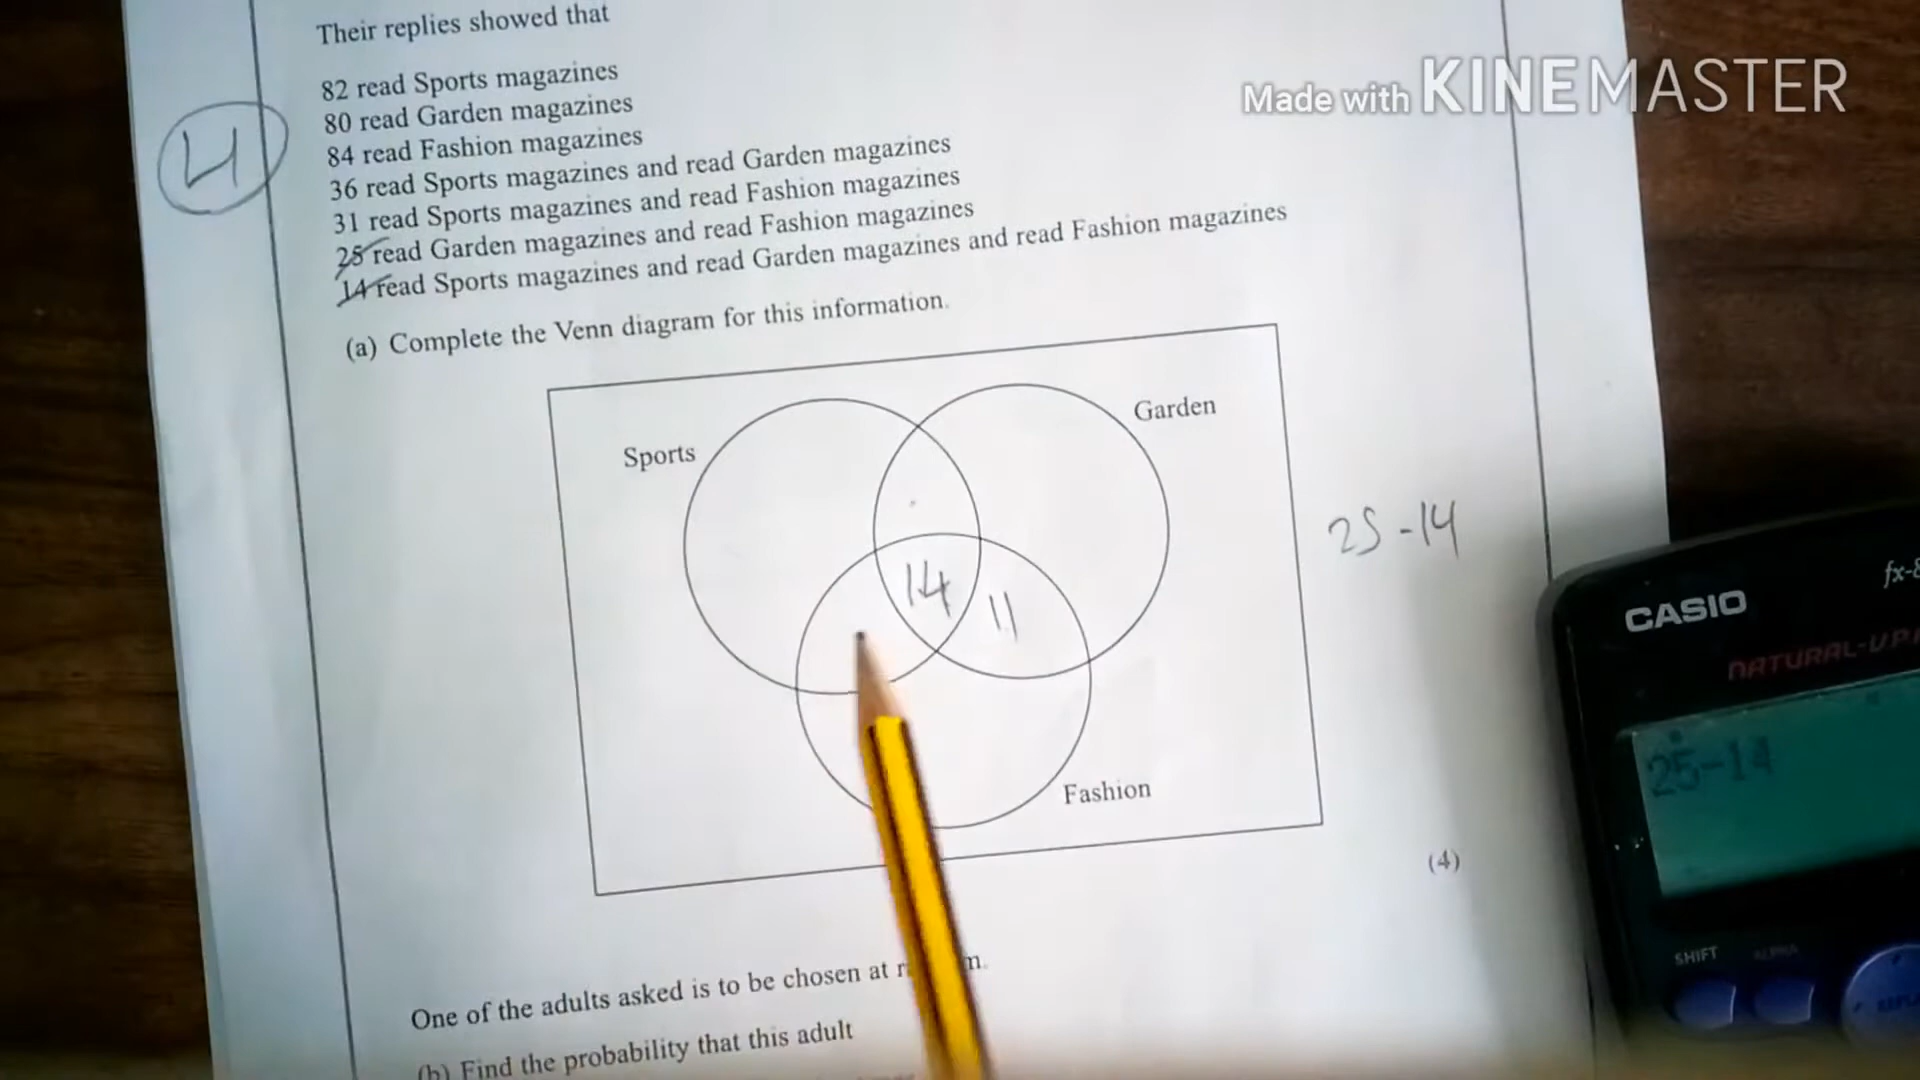 Their replies showed that
Made with KINEMASTER
82 read Sports magazines
80 read Garden magazines
84 read Fashion magazines
36 read Sports magazines and read Garden magazines
31 read Sports magazines and read Fashion magazines
25 read Garden magazines and read Fashion magazines
14 read Sports magazines and read Garden magazines and read Fashion magazines
4
(a) Complete the Venn diagram for this information.
Garden
Sports
25 - 14
14
11
Fashion
(4)
CASIO
NATURAL-V.P.A
25-14
SHIFT
ALPHA
One of the adults asked is to be chosen at
(b) Find the probability that this adult